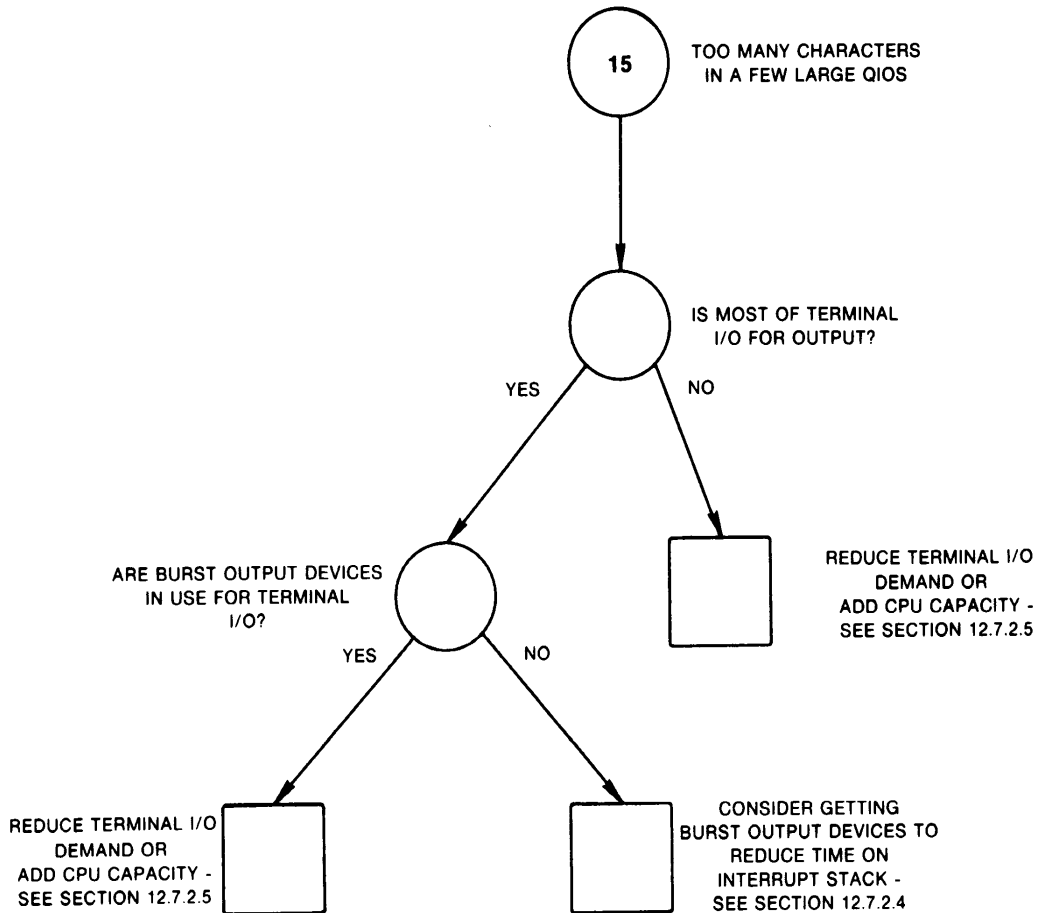 15
TOO MANY CHARACTERS
IN A FEW LARGE QIOS
IS MOST OF TERMINAL
I/O FOR OUTPUT?
YES
NO
ARE BURST OUTPUT DEVICES
IN USE FOR TERMINAL
I/O?
REDUCE TERMINAL I/O
DEMAND OR
ADD CPU CAPACITY -
SEE SECTION 12.7.2.5
YES
NO
REDUCE TERMINAL I/O
DEMAND OR
ADD CPU CAPACITY -
SEE SECTION 12.7.2.5
CONSIDER GETTING
BURST OUTPUT DEVICES TO
REDUCE TIME ON
INTERRUPT STACK -
SEE SECTION 12.7.2.4